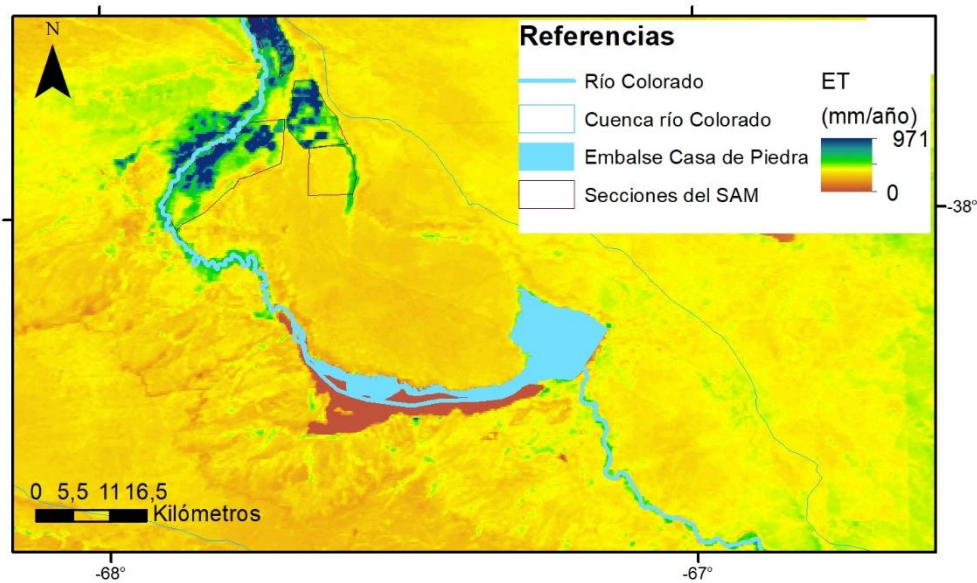 N
Referencias
Río Colorado
Cuenca río Colorado
Embalse Casa de Piedra
Secciones del SAM
ET
(mm/año)
971
0
-38°
0 5,5 11 16,5
Kilómetros
-68°
-67°